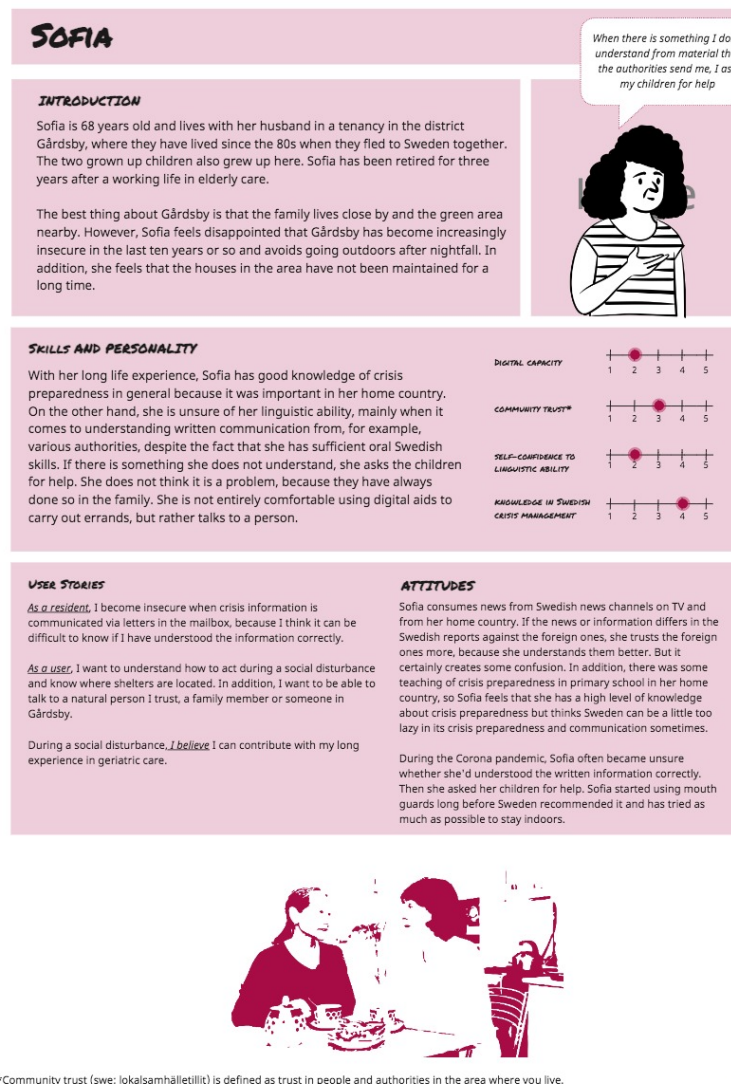 SOFIA
When there is something I do
understand from material th
the authorities send me, I as
my children for help
INTRODUCTION
Sofia is 68 years old and lives with her husband in a tenancy in the district
Gårdsby, where they have lived since the 80s when they fled to Sweden together.
The two grown up children also grew up here. Sofia has been retired for three
years after a working life in elderly care.
The best thing about Gårdsby is that the family lives close by and the green area
nearby. However, Sofia feels disappointed that Gårdsby has become increasingly
insecure in the last ten years or so and avoids going outdoors after nightfall. In
addition, she feels that the houses in the area have not been maintained for a
long time.
SKILLS AND PERSONALITY
With her long life experience, Sofia has good knowledge of crisis
preparedness in general because it was important in her home country.
On the other hand, she is unsure of her linguistic ability, mainly when it
comes to understanding written communication from, for example,
various authorities, despite the fact that she has sufficient oral Swedish
skills. If there is something she does not understand, she asks the children
for help. She does not think it is a problem, because they have always
done so in the family. She is not entirely comfortable using digital aids to
carry out errands, but rather talks to a person.
DIGITAL CAPACITY
1 2 3 4 5
COMMUNITY TRUST*
1 2 3 4 5
SELF-CONFIDENCE TO
LINGUISTIC ABILITY
1 2 3 4 5
KNOWLEDGE IN SWEDISH
CRISIS MANAGEMENT
1 2 3 4 5
USER STORIES
As a resident, I become insecure when crisis information is
communicated via letters in the mailbox, because I think it can be
difficult to know if I have understood the information correctly.
As a user, I want to understand how to act during a social disturbance
and know where shelters are located. In addition, I want to be able to
talk to a natural person I trust, a family member or someone in
Gårdsby.
During a social disturbance, I believe I can contribute with my long
experience in geriatric care.
ATTITUDES
Sofia consumes news from Swedish news channels on TV and
from her home country. If the news or information differs in the
Swedish reports against the foreign ones, she trusts the foreign
ones more, because she understands them better. But it
certainly creates some confusion. In addition, there was some
teaching of crisis preparedness in primary school in her home
country, so Sofia feels that she has a high level of knowledge
about crisis preparedness but thinks Sweden can be a little too
lazy in its crisis preparedness and communication sometimes.
During the Corona pandemic, Sofia often became unsure
whether she'd understood the written information correctly.
Then she asked her children for help. Sofia started using mouth
guards long before Sweden recommended it and has tried as
much as possible to stay indoors.
*Community trust (swe: lokalsamhälletillit) is defined as trust in people and authorities in the area where you live.